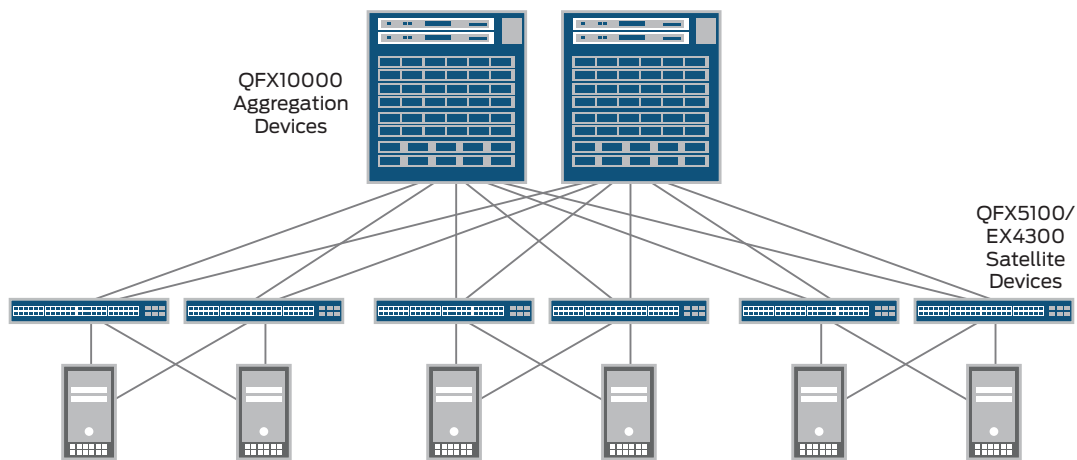 QFX10000
Aggregation
Devices
QFX5100/
EX4300
Satellite
Devices